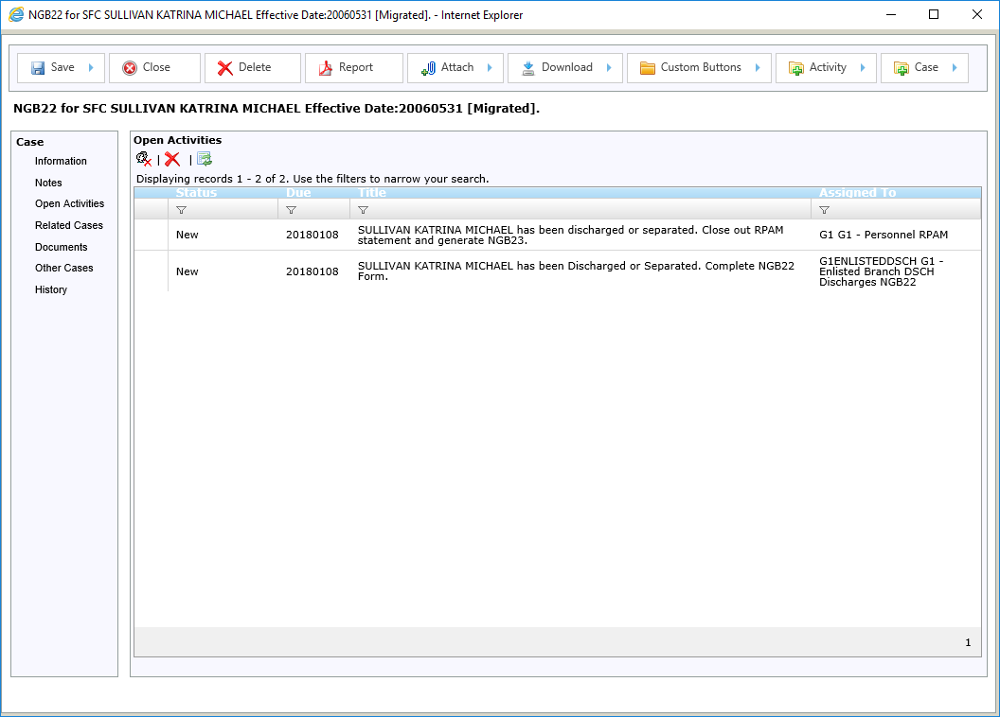 NGB22 for SFC SULLIVAN KATRINA MICHAEL Effective Date:20060531 [Migrated]. - Internet Explorer
Save Close Delete Report Attach Download Custom Buttons Activity Case
NGB22 for SFC SULLIVAN KATRINA MICHAEL Effective Date:20060531 [Migrated].
Case
Information
Notes
Open Activities
Related Cases
Documents
Other Cases
History
Open Activities
| |
Displaying records 1 - 2 of 2. Use the filters to narrow your search.
Status Due Title Assigned To
New 20180108 SULLIVAN KATRINA MICHAEL has been discharged or separated. Close out RPAM
statement and generate NGB23.
G1 G1 - Personnel RPAM
New 20180108 SULLIVAN KATRINA MICHAEL has been Discharged or Separated. Complete NGB22
Form.
G1ENLISTEDDSCH G1 -
Enlisted Branch DSCH
Discharges NGB22
1